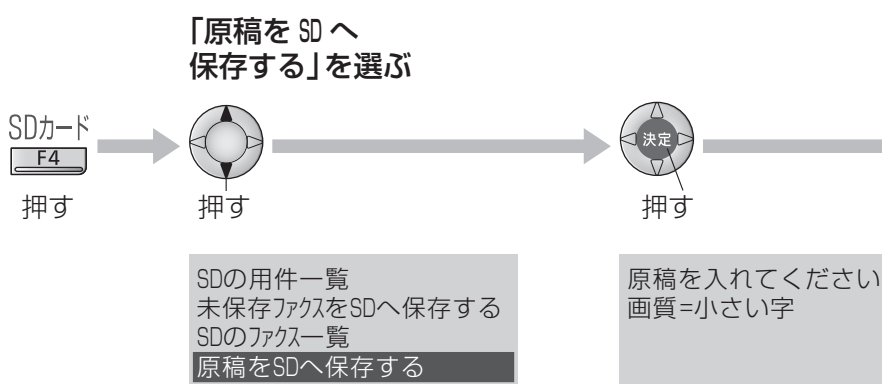 「原稿を SD へ
保存する」を選ぶ
SDカード
F4
押す
押す
決定
押す
SDの用件一覧
未保存ファクスをSDへ保存する
SDのファクス一覧
原稿をSDへ保存する
原稿を入れてください
画質=小さい字